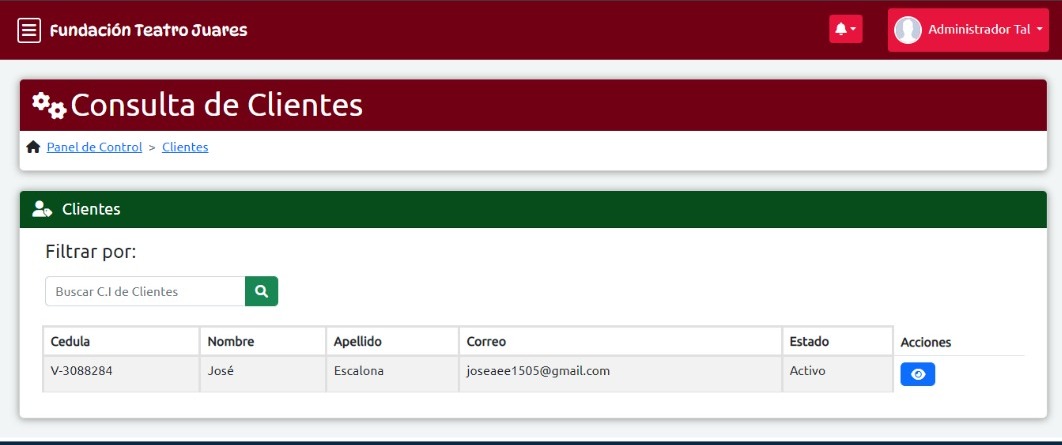 Fundación Teatro Juares
Administrador Tal
Consulta de Clientes
Panel de Control > Clientes
Clientes
Filtrar por:
Buscar C.I de Clientes
Cedula Nombre Apellido Correo Estado Acciones
V-3088284 José Escalona joseaee1505@gmail.com Activo